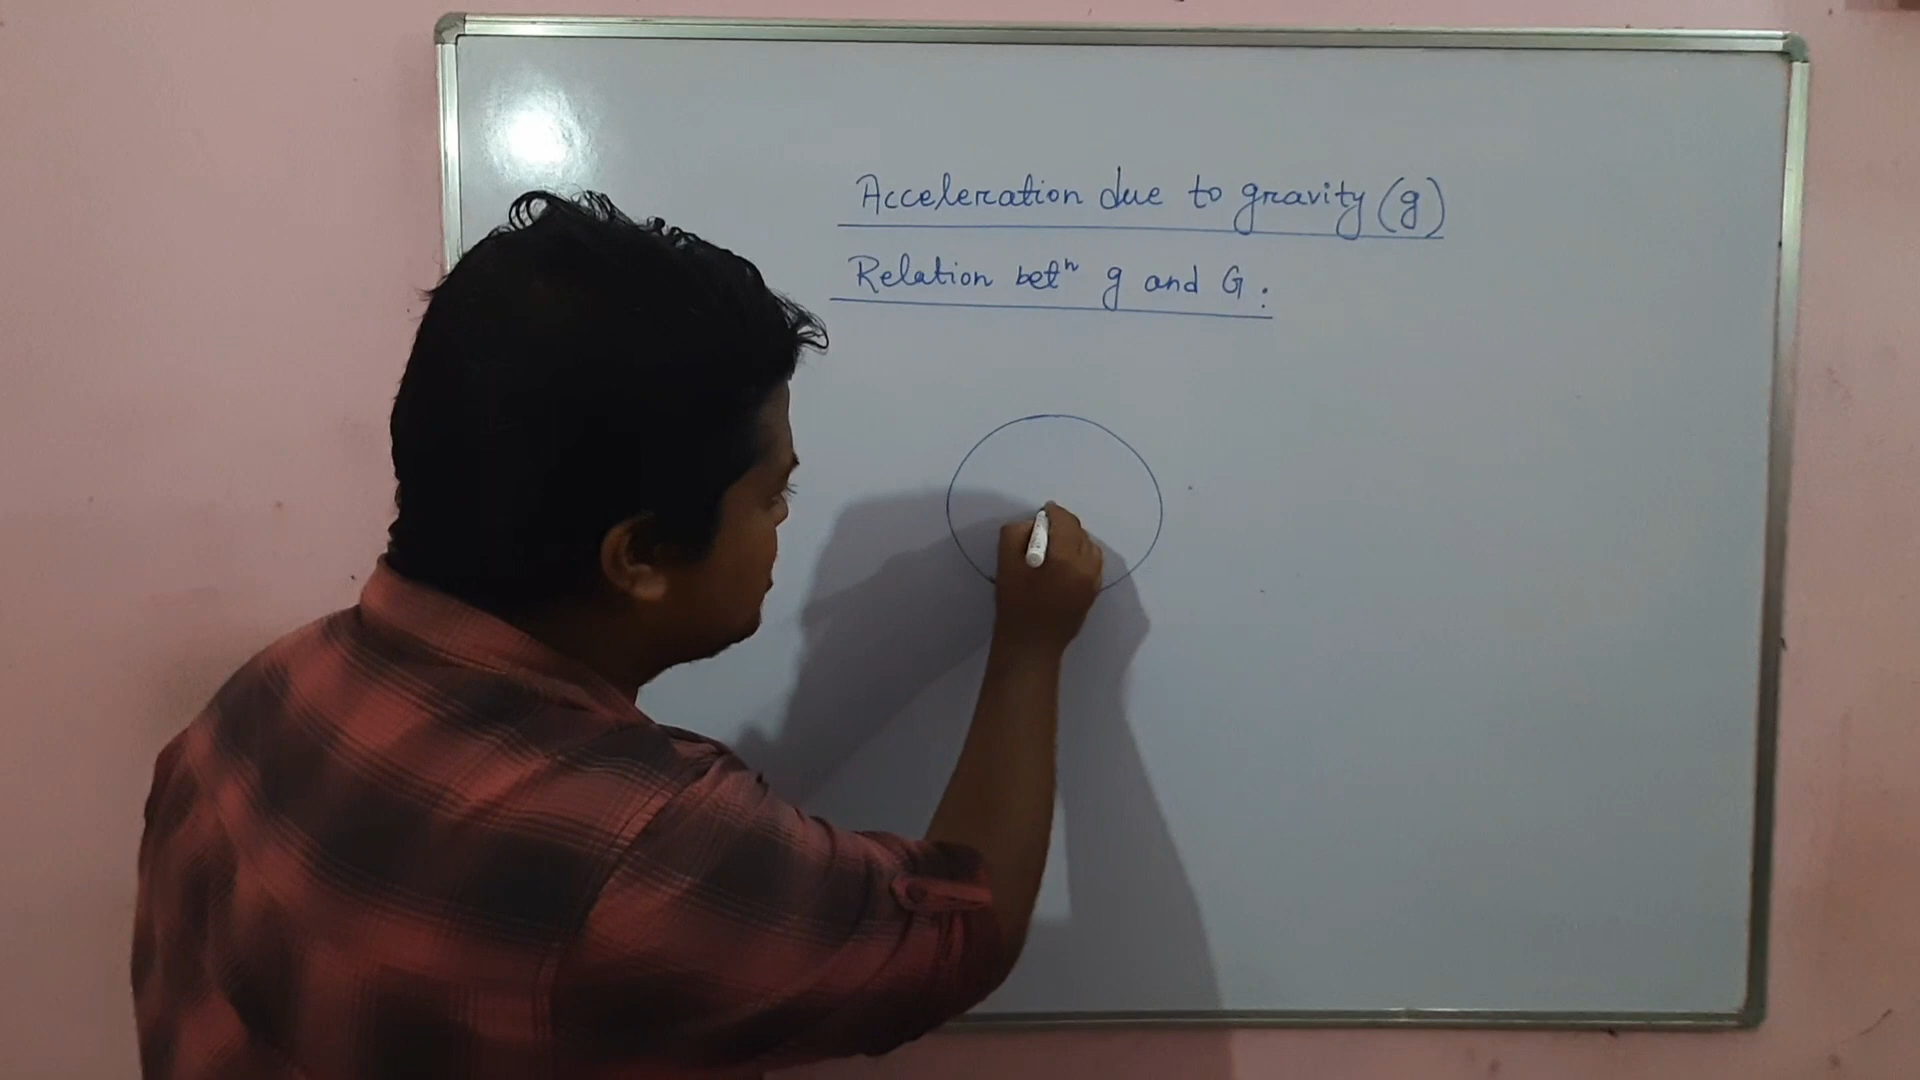 Acceleration due to gravity (g)
Relation betⁿ g and G :